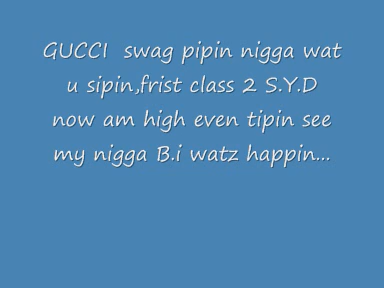 GUCCI  swag pipin nigga wat
u sipin,frist class 2 S.Y.D
now am high even tipin see
my nigga B.i watz happin...